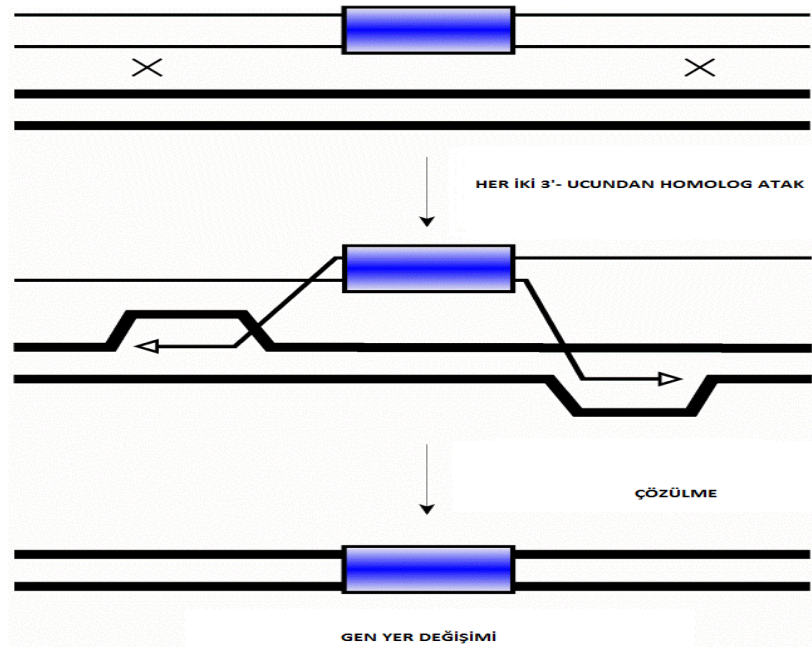 HER İKİ 3'- UCUNDAN HOMOLOG ATAK
ÇÖZÜLME
GEN YER DEĞİŞİMİ